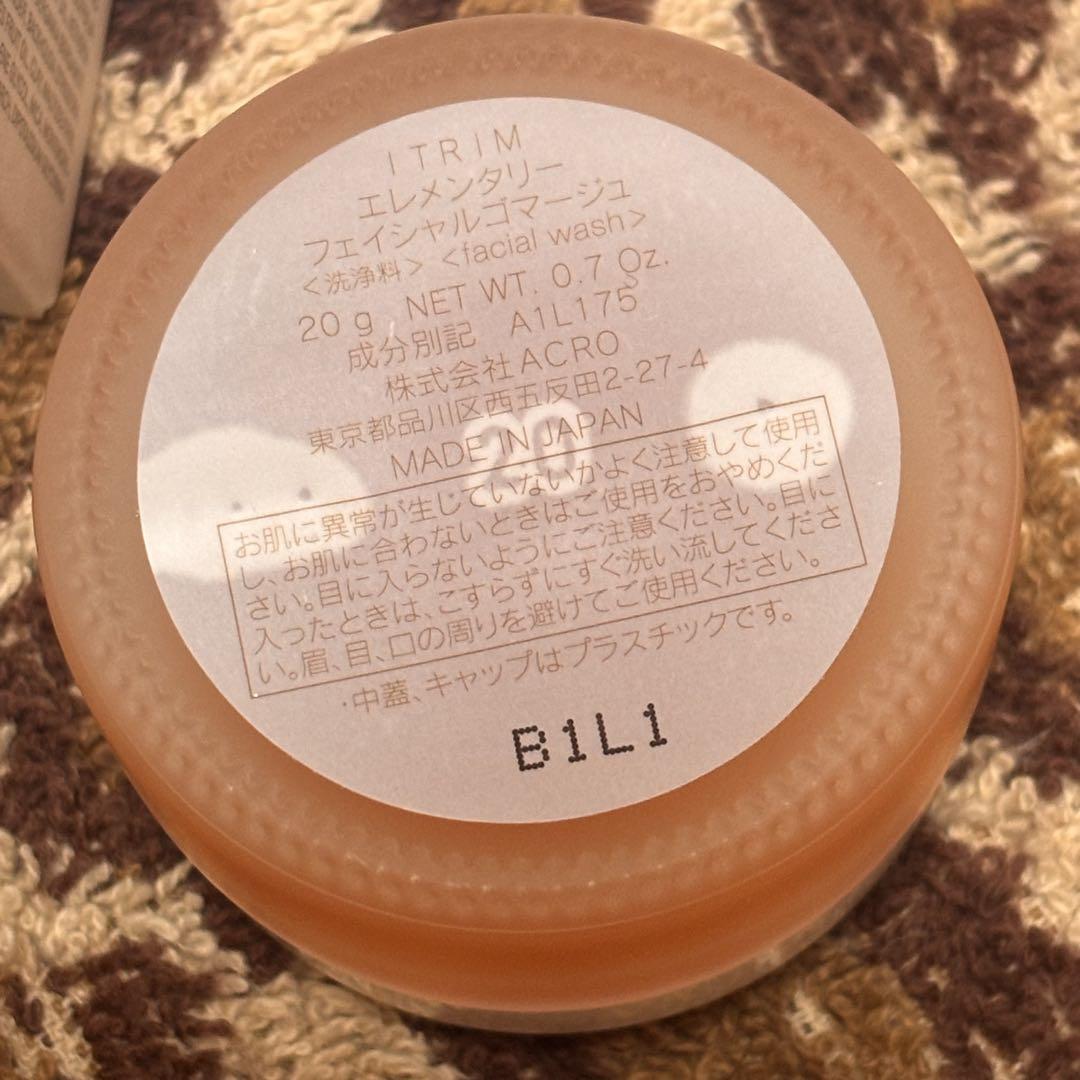 ITRIM
エレメンタリー
フェイシャルゴマージュ
<洗浄料> <facial wash>
20 g NET WT. 0.7 Oz.
成分別記 A1L175
株式会社ACRO
東京都品川区西五反田2-27-4
MADE IN JAPAN
20
お肌に異常が生じていないかよく注意して使用
し、お肌に合わないときはご使用をおやめくだ
さい。目に入らないようにご注意ください。目に
入ったときは、こすらずにすぐ洗い流してくださ
い。眉、目、口の周りを避けてご使用ください。
・中蓋、キャップはプラスチックです。
B1L1